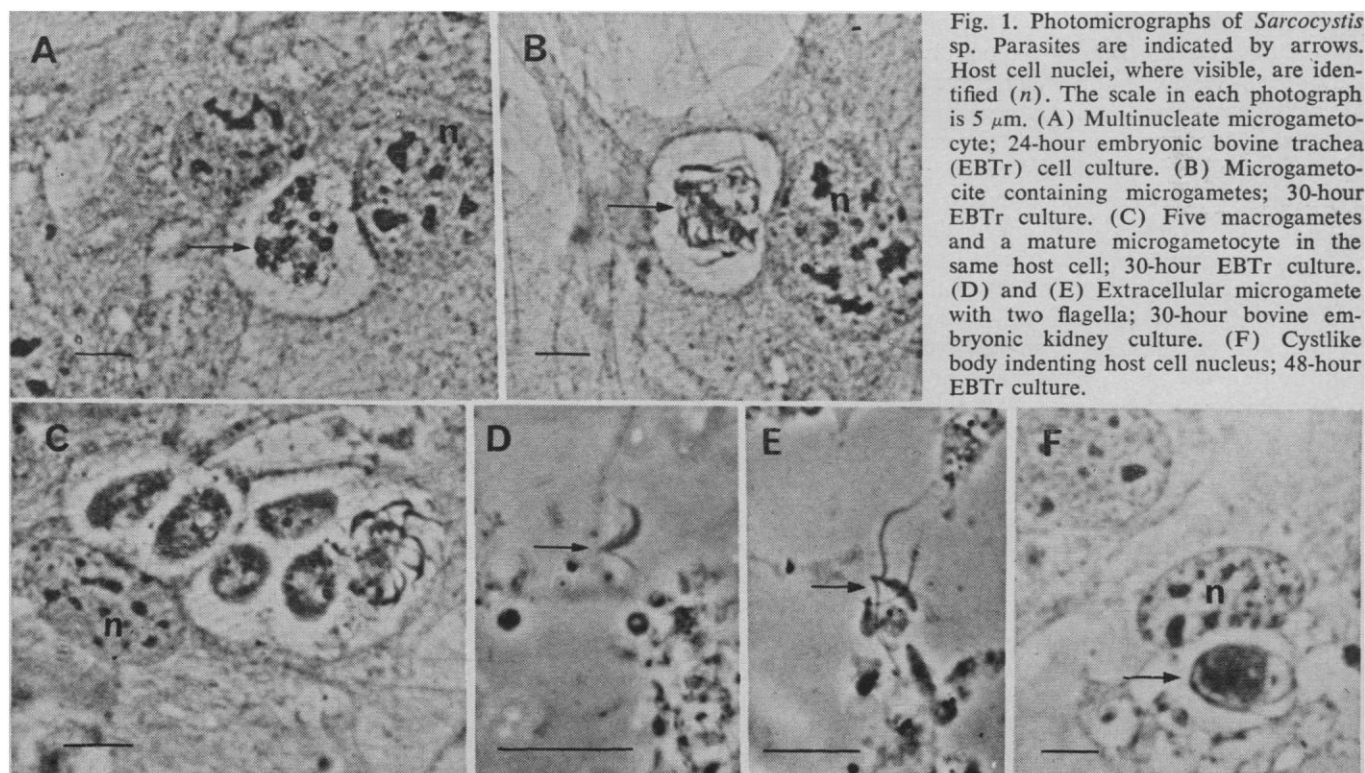 A
n
B
n
Fig. 1. Photomicrographs of Sarcocystis
sp. Parasites are indicated by arrows.
Host cell nuclei, where visible, are iden-
tified (n). The scale in each photograph
is 5 μm. (A) Multinucleate microgameto-
cyte; 24-hour embryonic bovine trachea
(EBTr) cell culture. (B) Microgameto-
cite containing microgametes; 30-hour
EBTr culture. (C) Five macrogametes
and a mature microgametocyte in the
same host cell; 30-hour EBTr culture.
(D) and (E) Extracellular microgamete
with two flagella; 30-hour bovine em-
bryonic kidney culture. (F) Cystlike
body indenting host cell nucleus; 48-hour
EBTr culture.
C
n
D
E
F
n